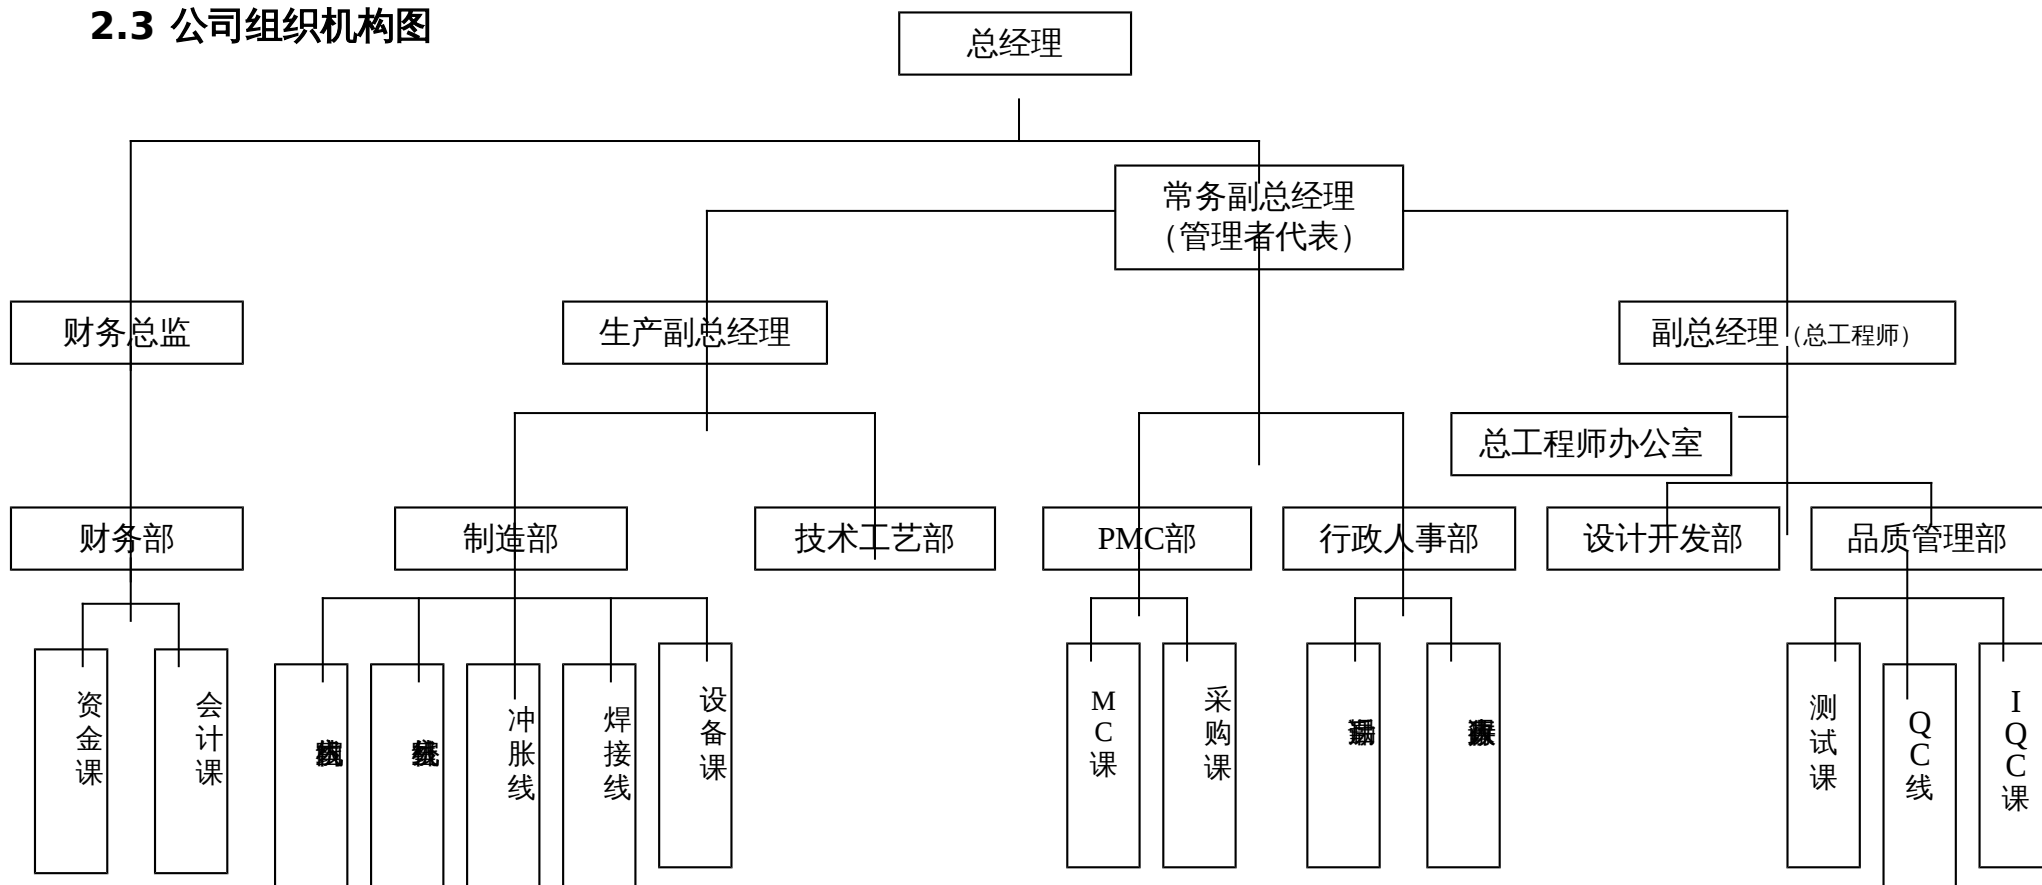 2.3 公司组织机构图
总经理
常务副总经理
（管理者代表）
财务总监
生产副总经理
副总经理（总工程师）
总工程师办公室
财务部
制造部
技术工艺部
PMC部
行政人事部
设计开发部
品质管理部
资金课
会计课
冲胀线
焊接线
设备课
MC课
采购课
测试课
QC线
IQC课